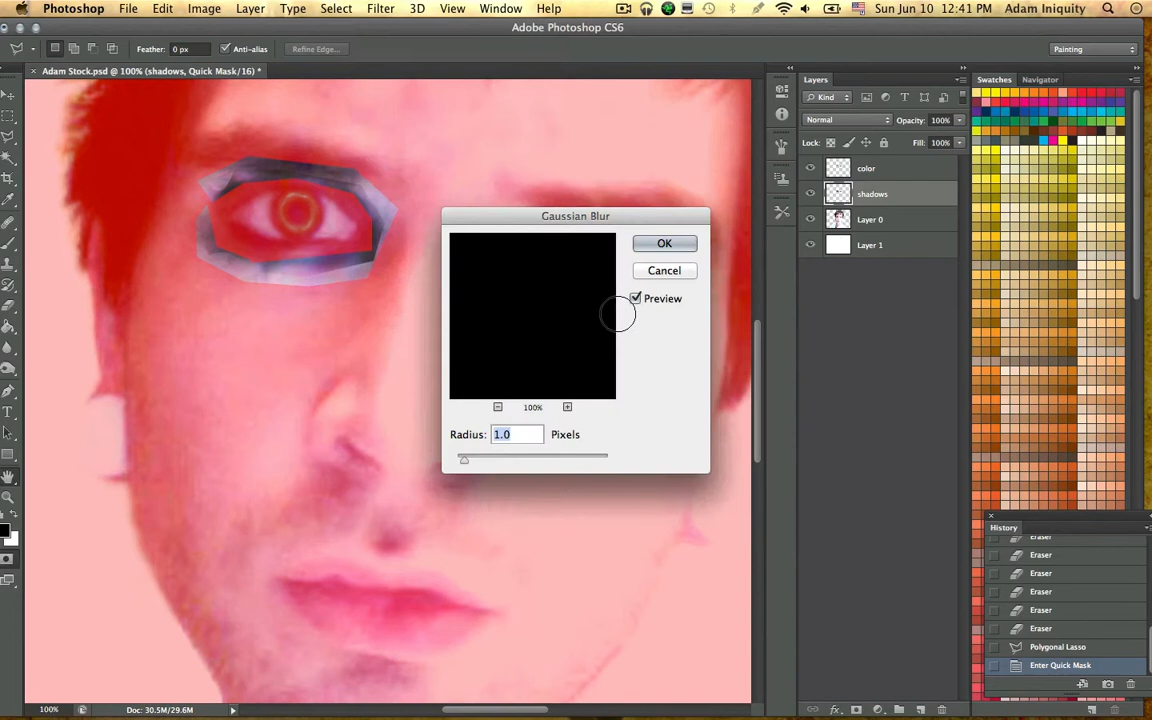 Photoshop File Edit Image Layer Type Select Filter 3D View Window Help Sun Jun 10 12:41 PM Adam Iniquity
Adobe Photoshop CS6
Feather: 0 px Anti-alias Refine Edge... Painting
× Adam Stock.psd @ 100% (shadows, Quick Mask/16) *
Layers
Swatches Navigator
Kind
Normal Opacity: 100%
Lock: Fill: 100%
color
shadows
Layer 0
Layer 1
Gaussian Blur
OK
Cancel
Preview
100%
Radius: 1.0 Pixels
History
Eraser
Eraser
Eraser
Eraser
Eraser
Eraser
Polygonal Lasso
Enter Quick Mask
100% Doc: 30.5M/29.6M